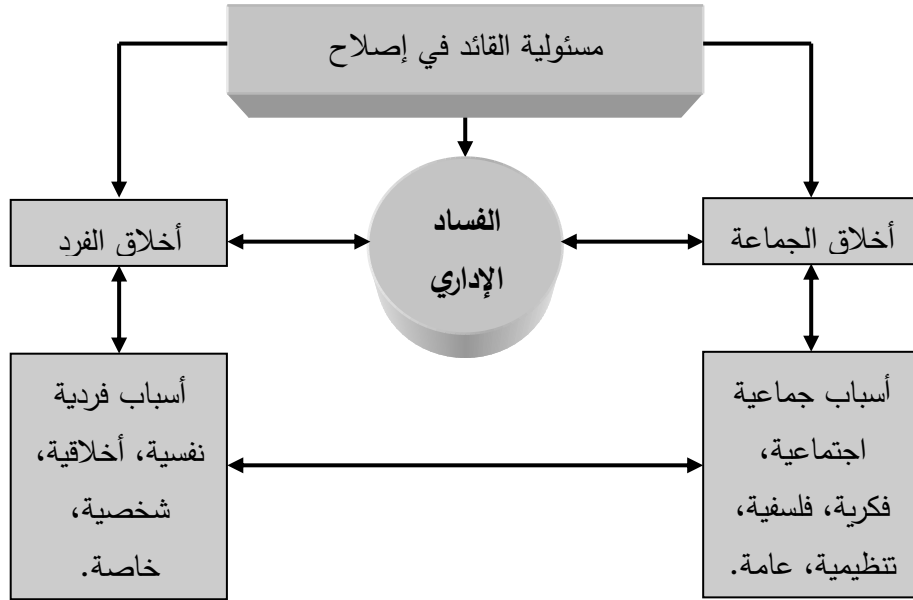 مسئولية القائد في إصلاح
أخلاق الجماعة
الفساد
الإداري
أخلاق الفرد
أسباب جماعية
اجتماعية،
فكرية، فلسفية،
تنظيمية، عامة.
أسباب فردية
نفسية، أخلاقية،
شخصية،
خاصة.